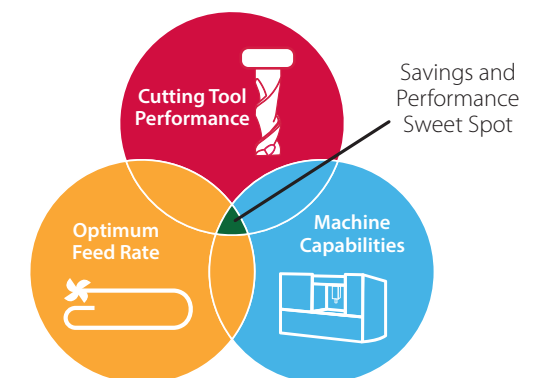 Cutting Tool
Performance
Savings and
Performance
Sweet Spot
Optimum
Feed Rate
Machine
Capabilities